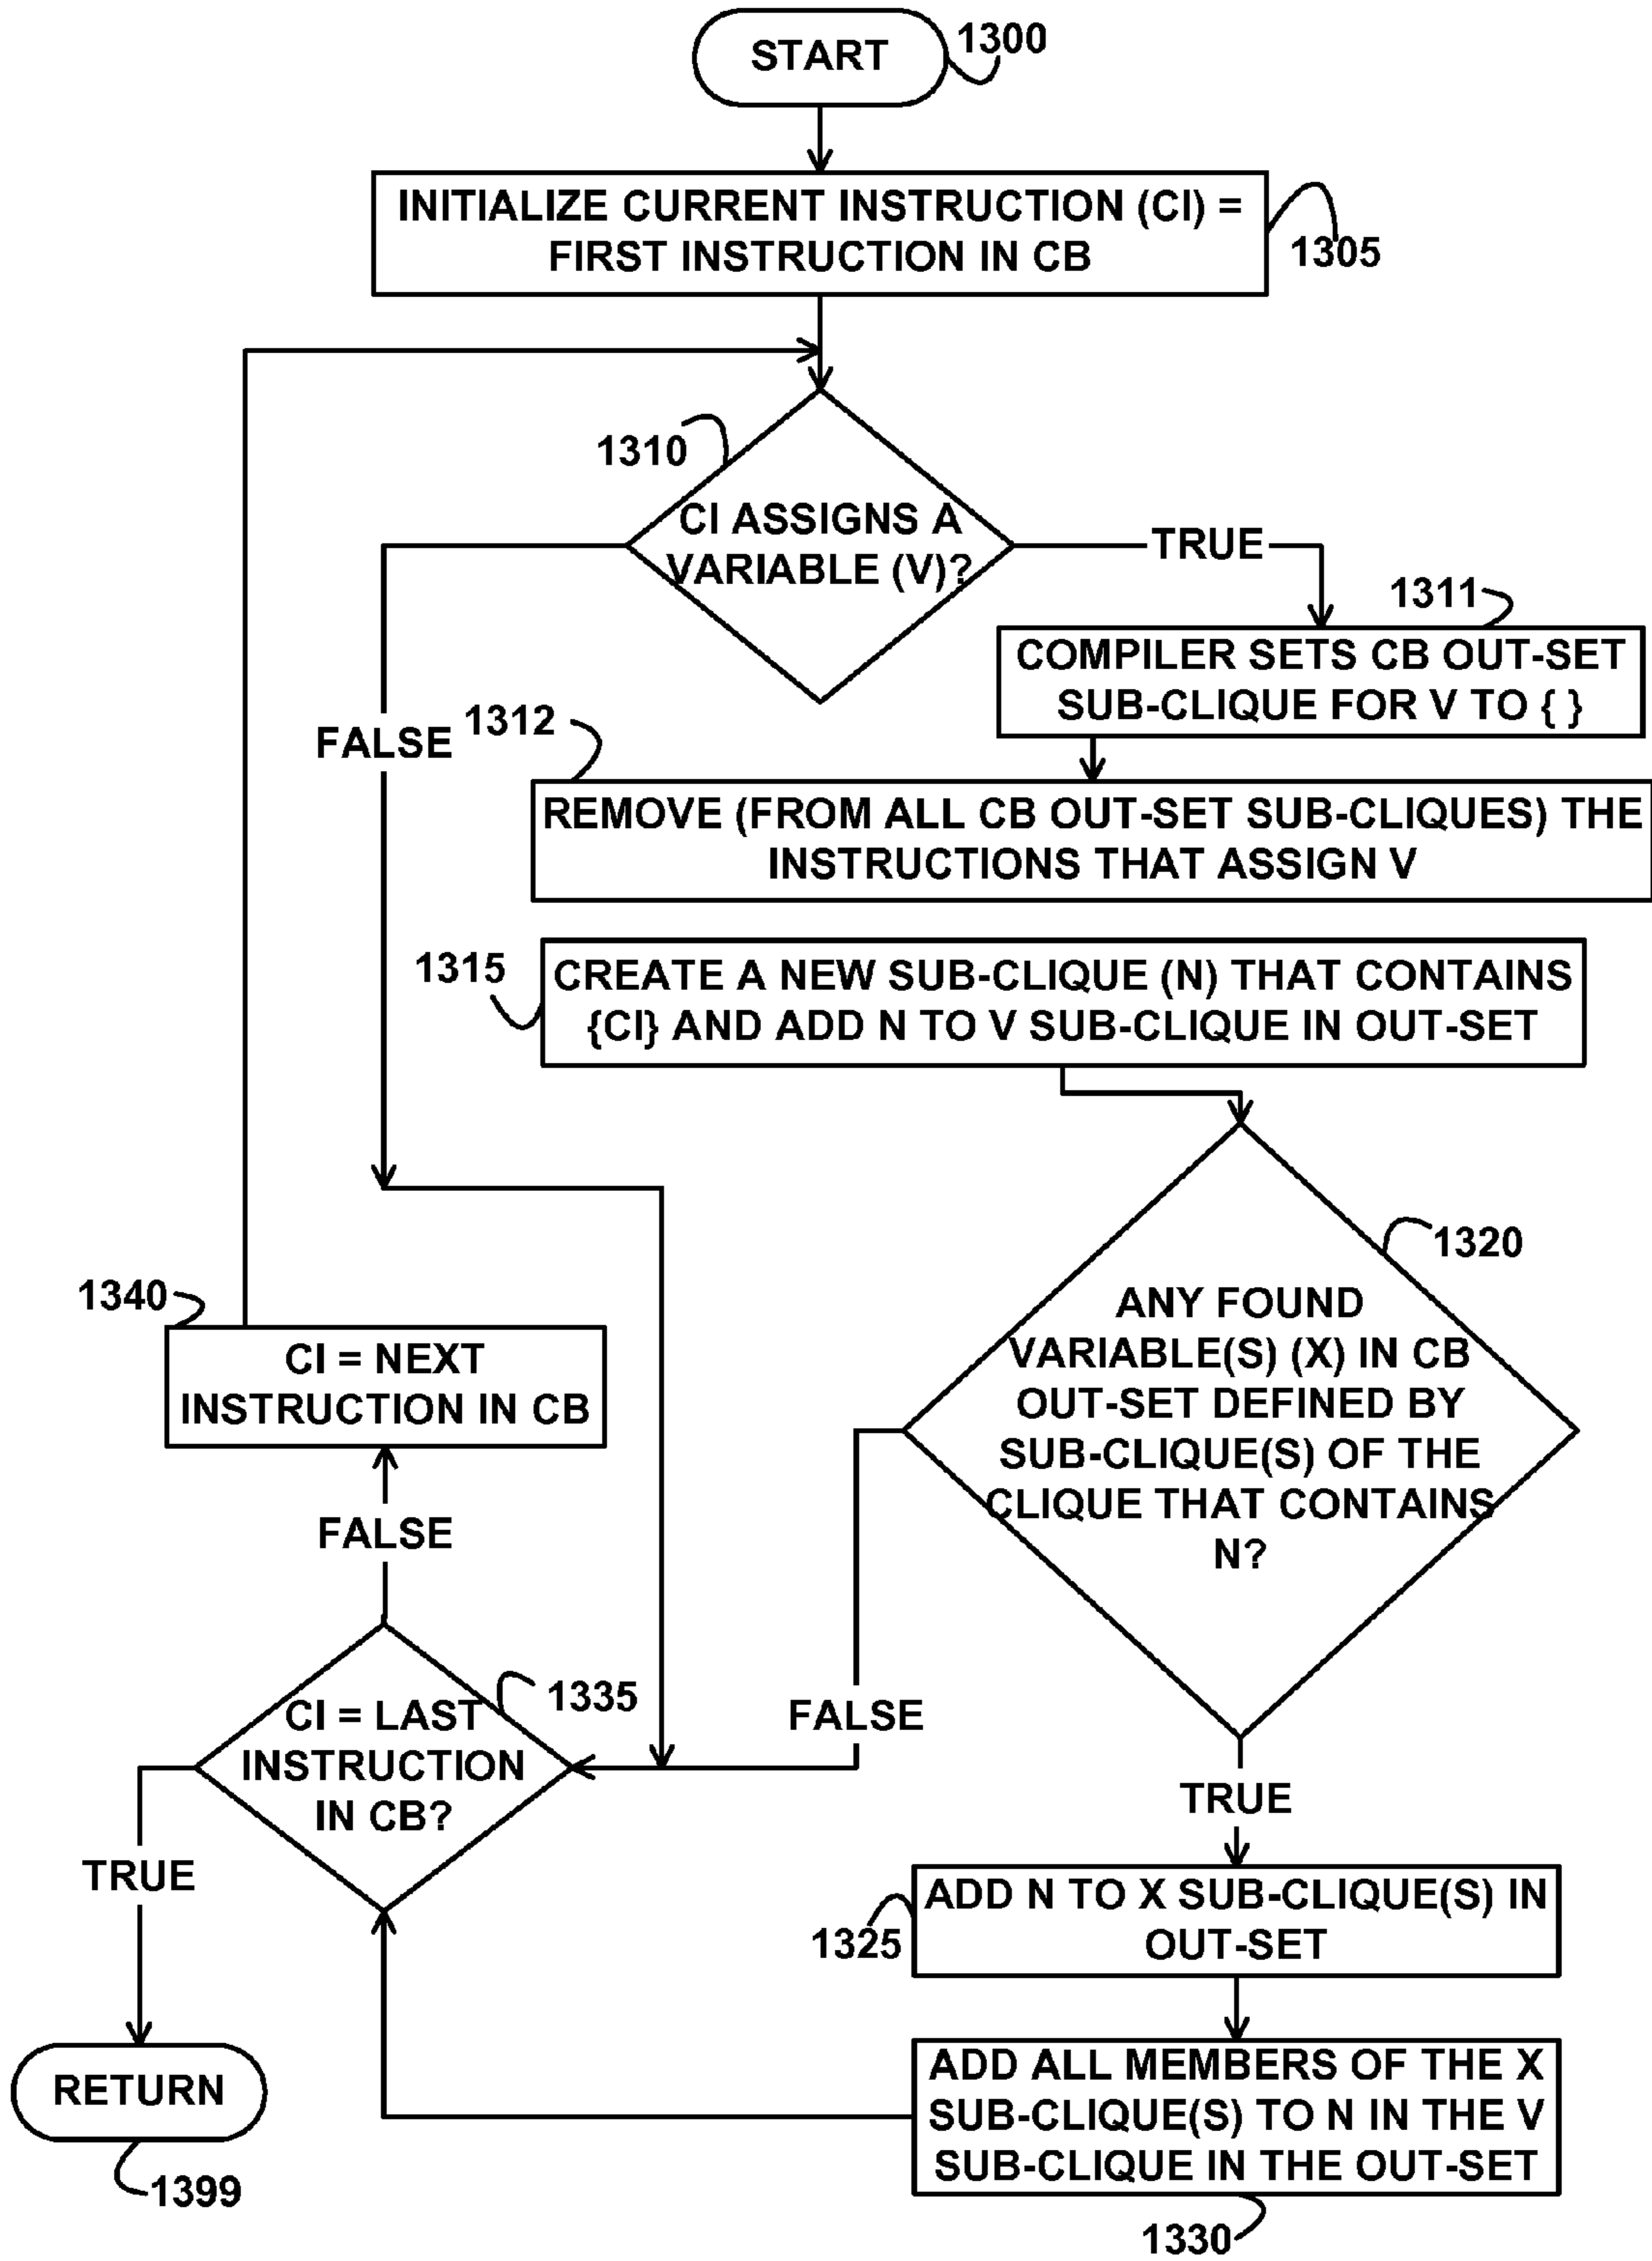 START
1300
INITIALIZE CURRENT INSTRUCTION (CI) =
FIRST INSTRUCTION IN CB
1305
1310
CI ASSIGNS A
VARIABLE (V)?
TRUE
1311
COMPILER SETS CB OUT-SET
SUB-CLIQUE FOR V TO { }
FALSE
1312
REMOVE (FROM ALL CB OUT-SET SUB-CLIQUES) THE
INSTRUCTIONS THAT ASSIGN V
1315
CREATE A NEW SUB-CLIQUE (N) THAT CONTAINS
{CI} AND ADD N TO V SUB-CLIQUE IN OUT-SET
1320
ANY FOUND
VARIABLE(S) (X) IN CB
OUT-SET DEFINED BY
SUB-CLIQUE(S) OF THE
CLIQUE THAT CONTAINS
N?
1340
CI = NEXT
INSTRUCTION IN CB
FALSE
1335
CI = LAST
INSTRUCTION
IN CB?
FALSE
TRUE
TRUE
ADD N TO X SUB-CLIQUE(S) IN
OUT-SET
1325
ADD ALL MEMBERS OF THE X
SUB-CLIQUE(S) TO N IN THE V
SUB-CLIQUE IN THE OUT-SET
1330
RETURN
1399